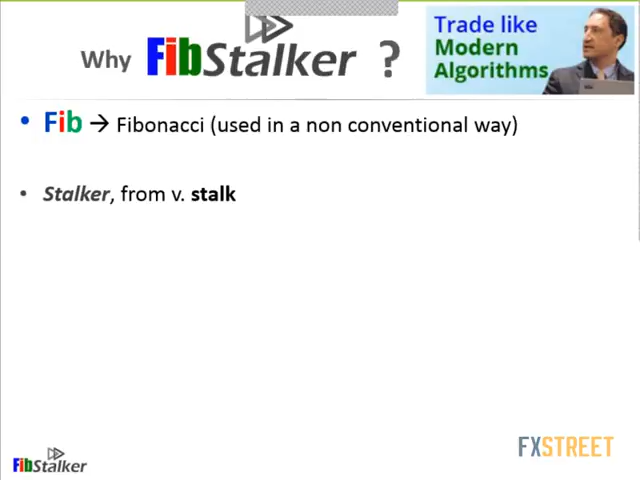 Why FibStalker ?
Trade like
Modern
Algorithms
• Fib → Fibonacci (used in a non conventional way)
• Stalker, from v. stalk
FXSTREET
FibStalker